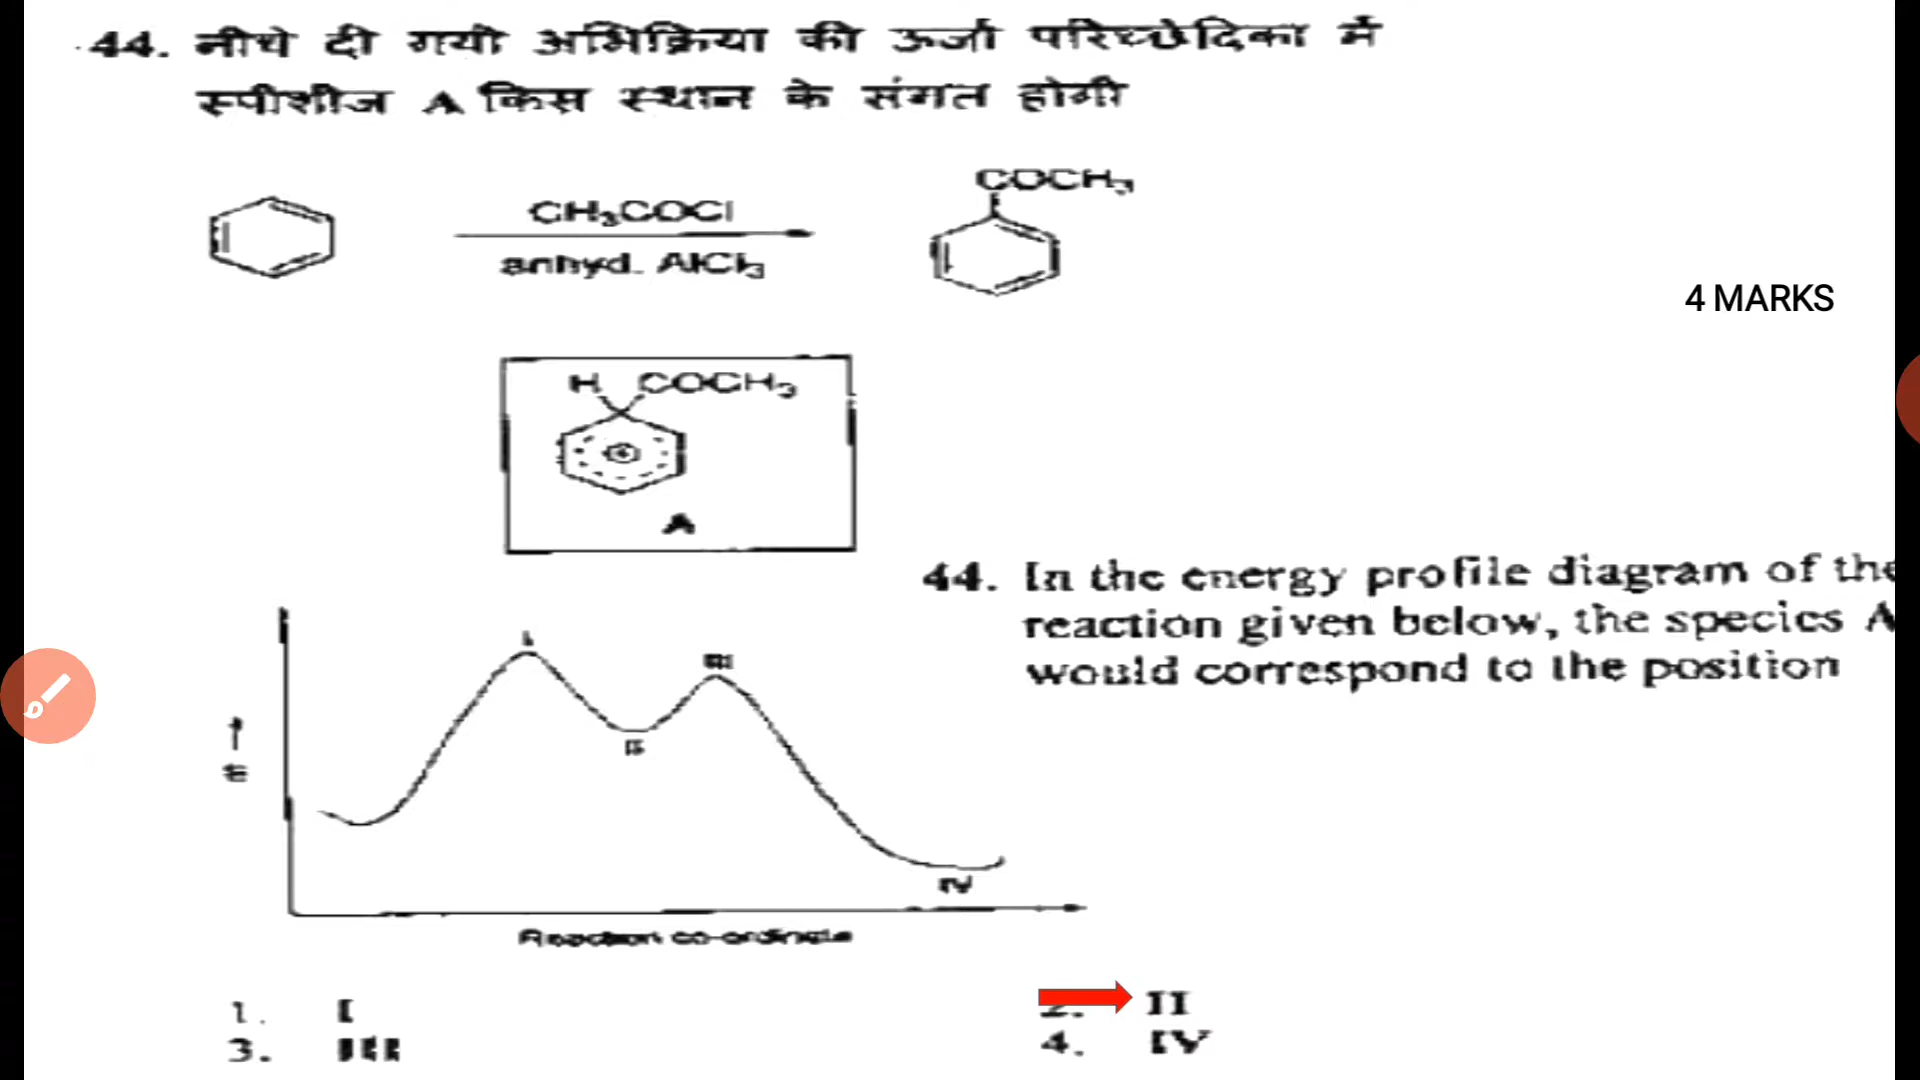 44. नीचे दी गयी अभिक्रिया की ऊर्जा परिच्छेदिका में
स्पीशीज A किस स्थान के संगत होगी
CH₃COCl
anhyd. AlCl₃
COCH₃
4 MARKS
H COCH₃
A
44. In the energy profile diagram of the
reaction given below, the species A
would correspond to the position
I
III
II
E
IV
Reaction co-ordinate
1. I
2. II
3. III
4. IV